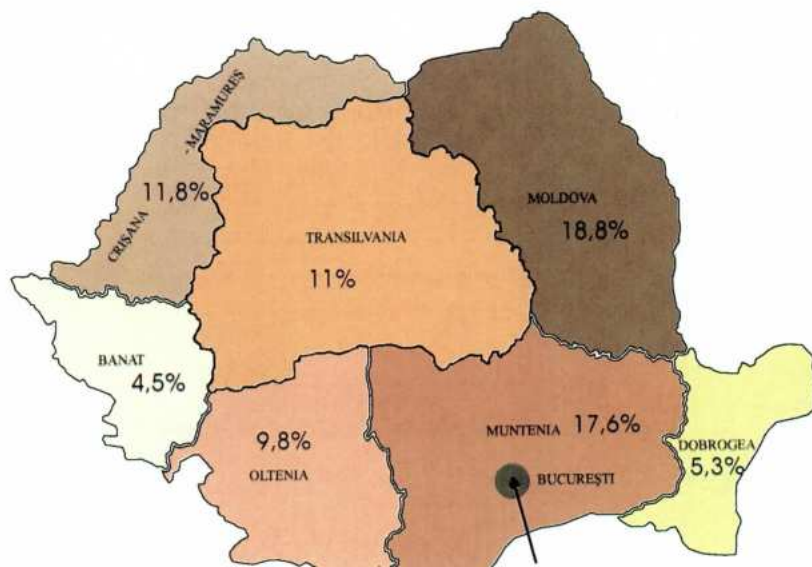 CRIȘANA
- MARAMUREȘ
11,8%
TRANSILVANIA
11%
MOLDOVA
18,8%
BANAT
4,5%
9,8%
OLTENIA
MUNTENIA 17,6%
BUCUREȘTI
DOBROGEA
5,3%